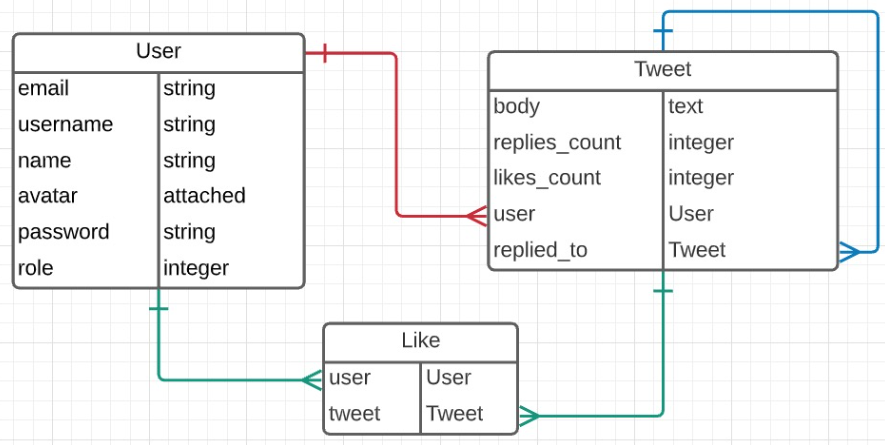 User
email string
username string
name string
avatar attached
password string
role integer
Tweet
body text
replies_count integer
likes_count integer
user User
replied_to Tweet
Like
user User
tweet Tweet